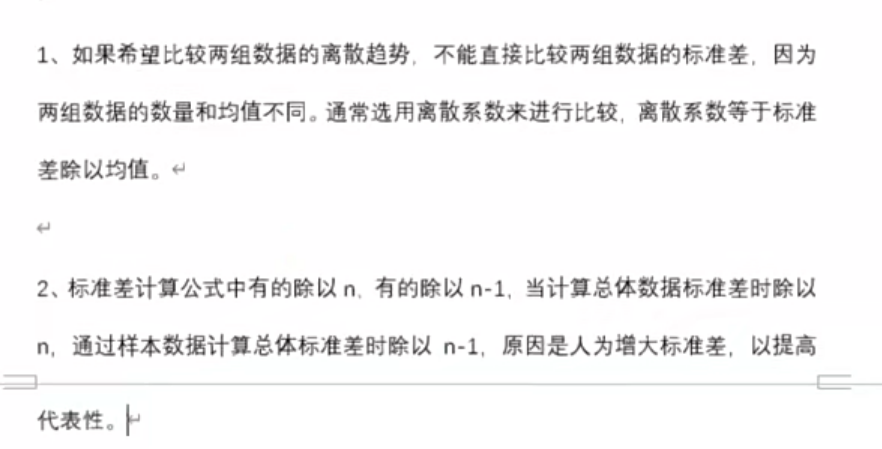 1、如果希望比较两组数据的离散趋势，不能直接比较两组数据的标准差，因为
两组数据的数量和均值不同。通常选用离散系数来进行比较，离散系数等于标准
差除以均值。
2、标准差计算公式中有的除以 n，有的除以 n-1，当计算总体数据标准差时除以
n，通过样本数据计算总体标准差时除以 n-1，原因是人为增大标准差，以提高
代表性。